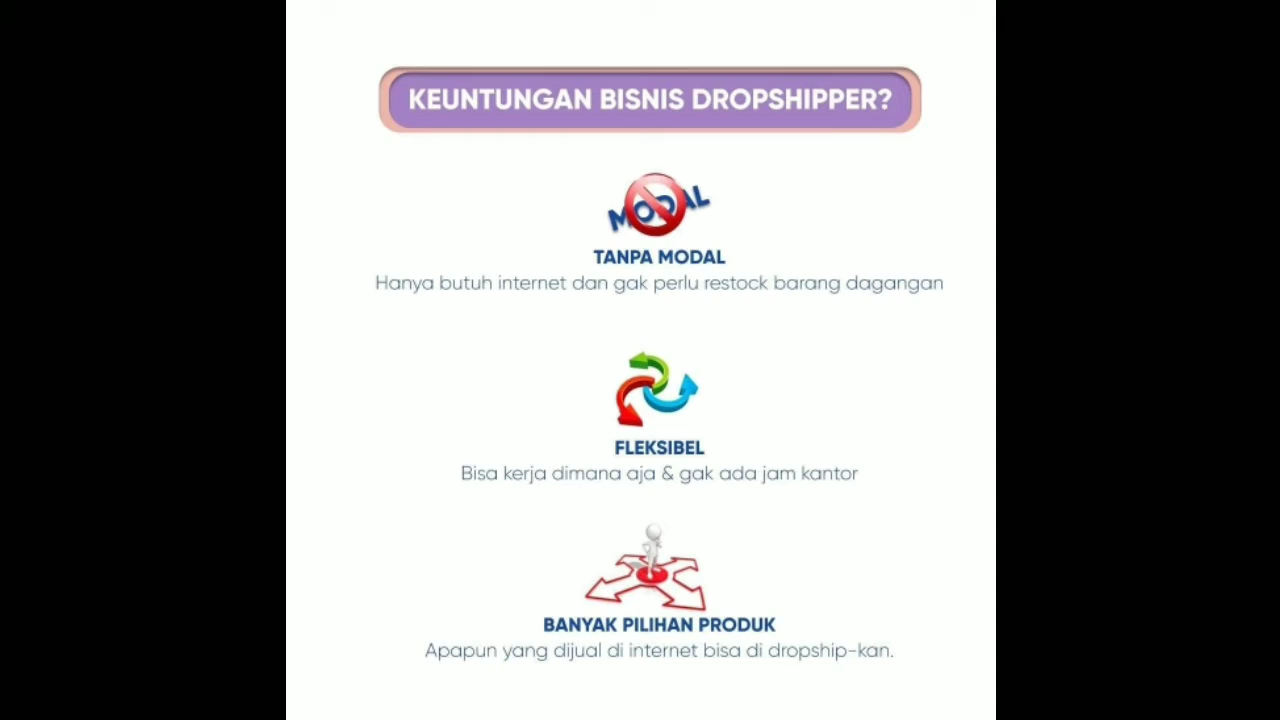 KEUNTUNGAN BISNIS DROPSHIPPER?
MODAL
TANPA MODAL
Hanya butuh internet dan gak perlu restock barang dagangan
FLEKSIBEL
Bisa kerja dimana aja & gak ada jam kantor
BANYAK PILIHAN PRODUK
Apapun yang dijual di internet bisa di dropship-kan.